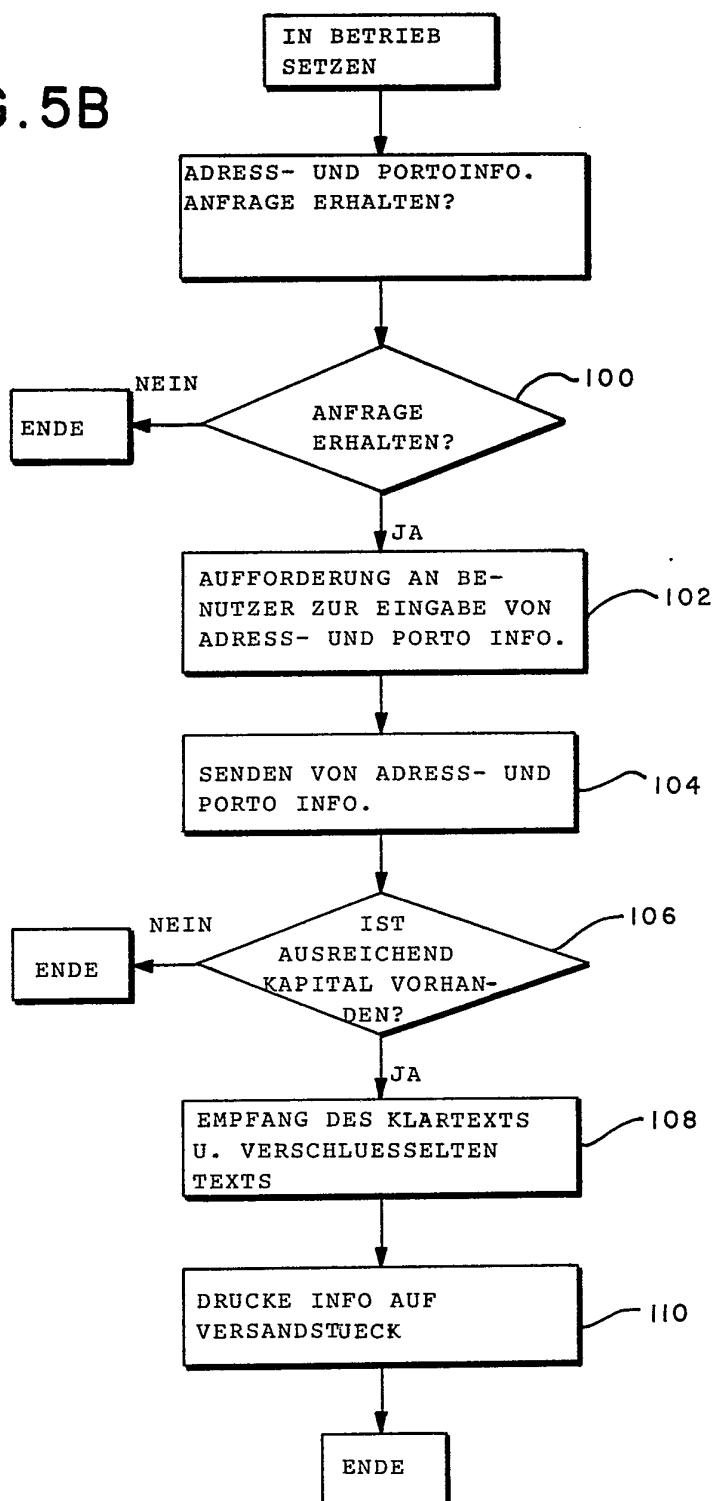 IN BETRIEB
SETZEN
G.5B
ADRESS- UND PORTOINFO.
ANFRAGE ERHALTEN?
NEIN
100
ENDE
ANFRAGE
ERHALTEN?
JA
AUFFORDERUNG AN BE-
NUTZER ZUR EINGABE VON
ADRESS- UND PORTO INFO.
102
SENDEN VON ADRESS- UND
PORTO INFO.
104
NEIN
106
IST
AUSREICHEND
KAPITAL VORHAN-
DEN?
ENDE
JA
EMPFANG DES KLARTEXTS
U. VERSCHLUESSELTEN
TEXTS
108
DRUCKE INFO AUF
VERSANDSTUECK
110
ENDE